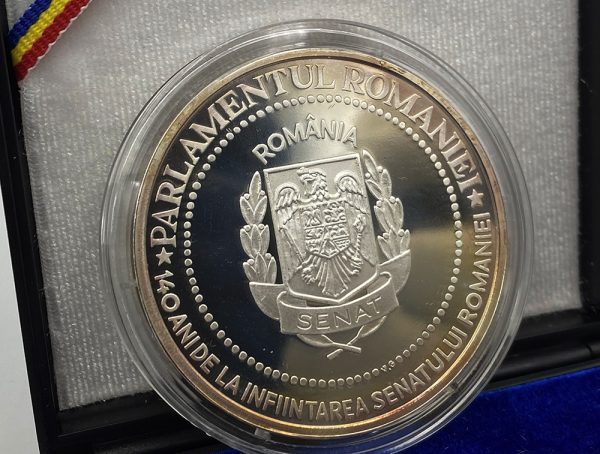 ★ PARLAMENTUL ROMANIEI ★
140 ANI DE LA INFIINTAREA SENATULUI ROMANIEI
ROMÂNIA
SENAT